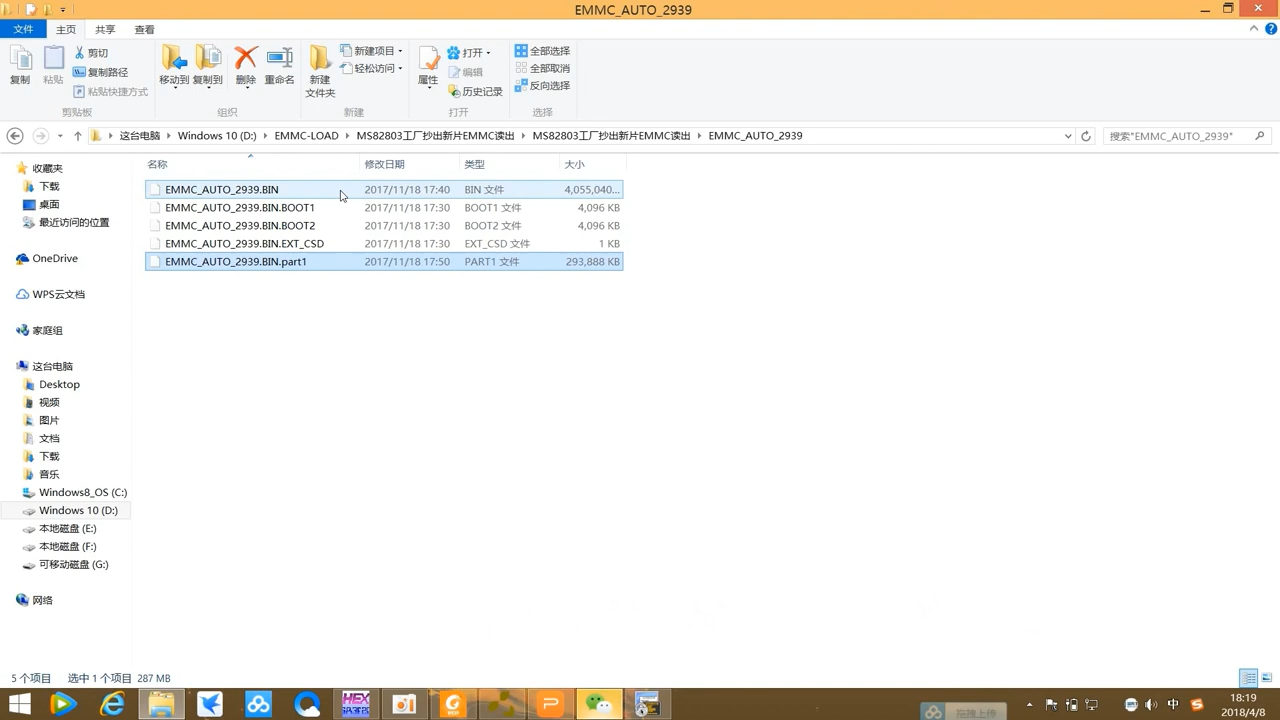 EMMC_AUTO_2939
文件 主页 共享 查看
复制
粘贴
剪切
复制路径
粘贴快捷方式
剪贴板
移动到
复制到
删除
重命名
组织
新建
文件夹
新建项目
轻松访问
新建
属性
打开
编辑
历史记录
打开
全部选择
全部取消
反向选择
选择
这台电脑 Windows 10 (D:) EMMC-LOAD MS82803工厂抄出新片EMMC读出 MS82803工厂抄出新片EMMC读出 EMMC_AUTO_2939
搜索"EMMC_AUTO_2939"
名称 修改日期 类型 大小
EMMC_AUTO_2939.BIN 2017/11/18 17:40 BIN 文件 4,055,040...
EMMC_AUTO_2939.BIN.BOOT1 2017/11/18 17:30 BOOT1 文件 4,096 KB
EMMC_AUTO_2939.BIN.BOOT2 2017/11/18 17:30 BOOT2 文件 4,096 KB
EMMC_AUTO_2939.BIN.EXT_CSD 2017/11/18 17:30 EXT_CSD 文件 1 KB
EMMC_AUTO_2939.BIN.part1 2017/11/18 17:50 PART1 文件 293,888 KB
收藏夹
下载
桌面
最近访问的位置
OneDrive
WPS云文档
家庭组
这台电脑
Desktop
视频
图片
文档
下载
音乐
Windows8_OS (C:)
Windows 10 (D:)
本地磁盘 (E:)
本地磁盘 (F:)
可移动磁盘 (G:)
网络
5 个项目 选中 1 个项目 287 MB
HEX
中
18:19
2018/4/8
拖拽上传